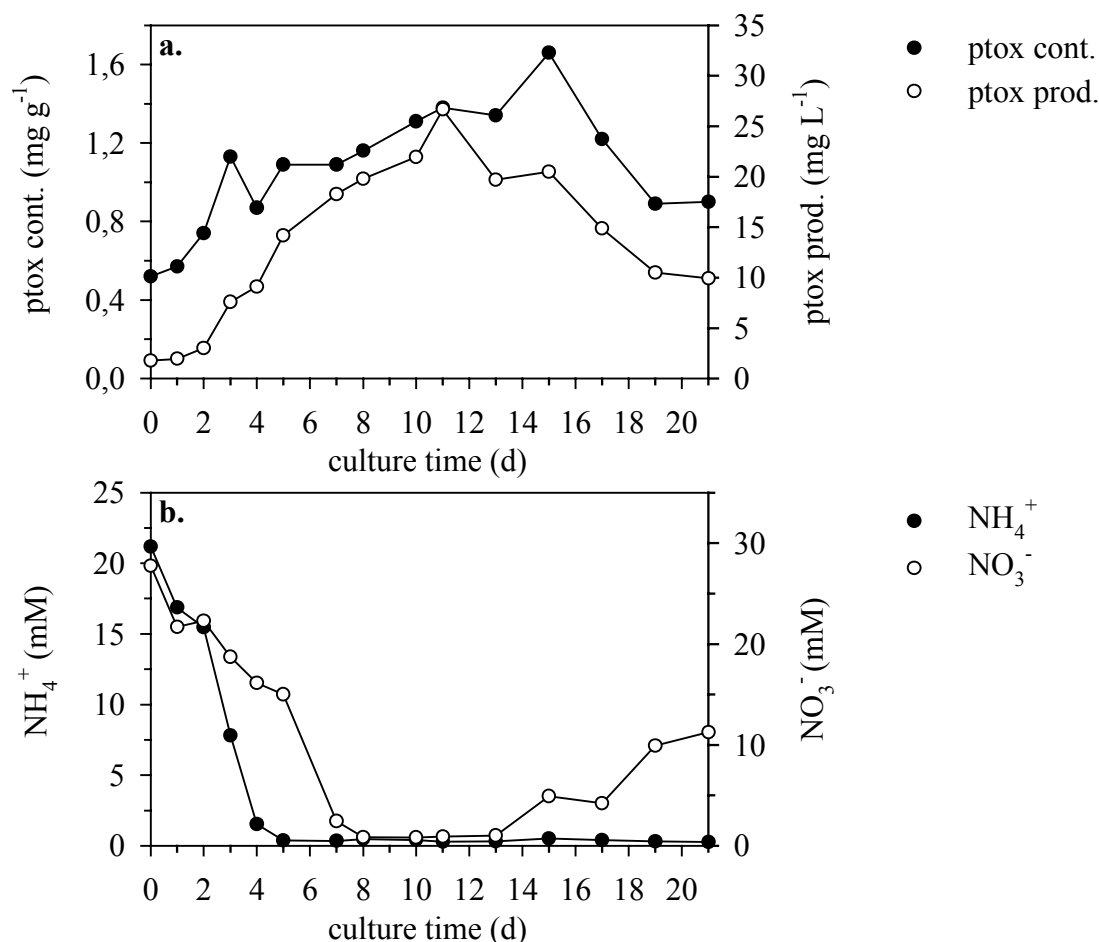 a.
ptox cont. (mg g⁻¹)
1,6
1,2
0,8
0,4
0,0
35
30
25
20
15
10
5
0
ptox prod. (mg L⁻¹)
0 2 4 6 8 10 12 14 16 18 20
culture time (d)
ptox cont.
ptox prod.
b.
NH₄⁺ (mM)
25
20
15
10
5
0
30
20
10
0
NO₃⁻ (mM)
0 2 4 6 8 10 12 14 16 18 20
culture time (d)
NH₄⁺
NO₃⁻